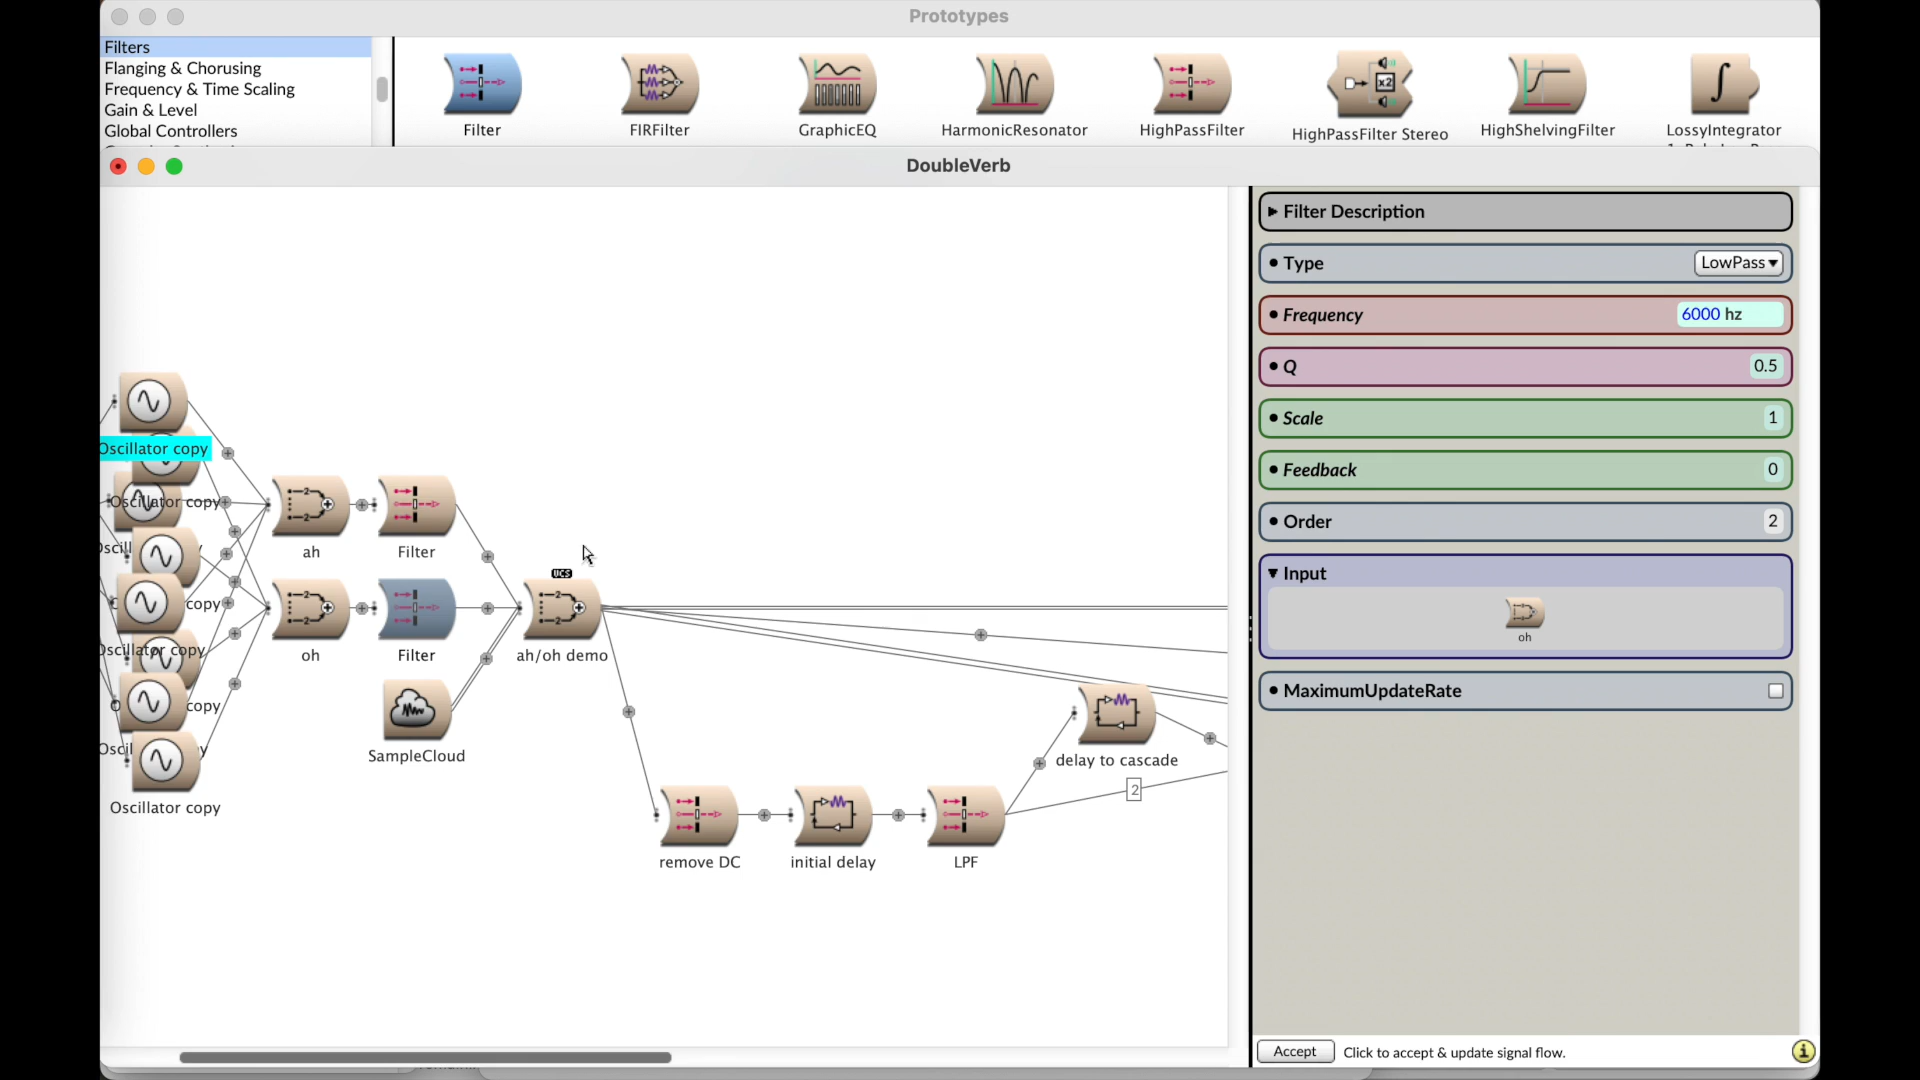 Prototypes
Filters
Flanging & Chorusing
Frequency & Time Scaling
Gain & Level
Global Controllers
Filter
FIRFilter
GraphicEQ
HarmonicResonator
HighPassFilter
HighPassFilter Stereo
HighShelvingFilter
LossyIntegrator
DoubleVerb
Oscillator copy
Oscillator copy
copy
Oscillator copy
copy
Oscillator copy
ah
Filter
oh
Filter
SampleCloud
UCS
ah/oh demo
remove DC
initial delay
LPF
delay to cascade
2
Filter Description
Type
LowPass
Frequency
6000 hz
Q
0.5
Scale
1
Feedback
0
Order
2
Input
oh
MaximumUpdateRate
Accept
Click to accept & update signal flow.